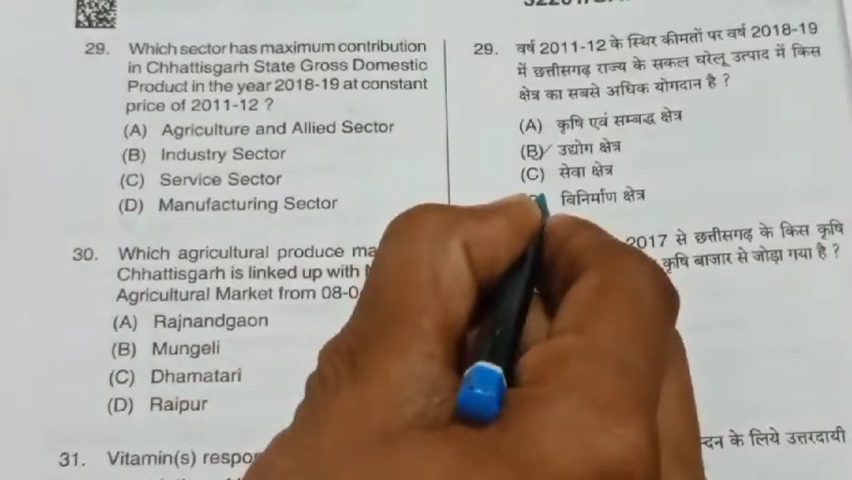 29. Which sector has maximum contribution
in Chhattisgarh State Gross Domestic
Product in the year 2018-19 at constant
price of 2011-12 ?
(A) Agriculture and Allied Sector
(B) Industry Sector
(C) Service Sector
(D) Manufacturing Sector
30. Which agricultural produce
Chhattisgarh is linked up with
Agricultural Market from 08-0
(A) Rajnandgaon
(B) Mungeli
(C) Dhamatari
(D) Raipur
31. Vitamin(s)
29. वर्ष 2011-12 के स्थिर कीमतों पर वर्ष 2018-19
में छत्तीसगढ़ राज्य के सकल घरेलू उत्पाद में किस
क्षेत्र का सबसे अधिक योगदान है ?
(A) कृषि एवं सम्बद्ध क्षेत्र
(B) उद्योग क्षेत्र
(C) सेवा क्षेत्र
विनिर्माण क्षेत्र
2017 से छत्तीसगढ़ के किस कृषि
कृषि बाजार से जोड़ा गया है ?
के लिये उत्तरदायी